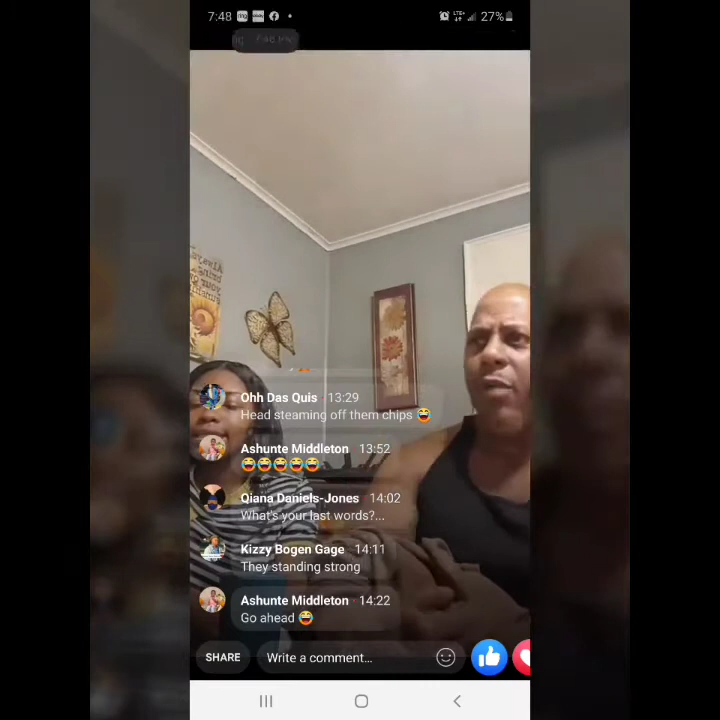 7:48
27%
Ohh Das Quis · 13:29
Head steaming off them chips 😂
Ashunte Middleton · 13:52
😂😂😂😂😂
Qiana Daniels-Jones · 14:02
What's your last words?...
Kizzy Bogen Gage · 14:11
They standing strong
Ashunte Middleton · 14:22
Go ahead 😂
SHARE
Write a comment...